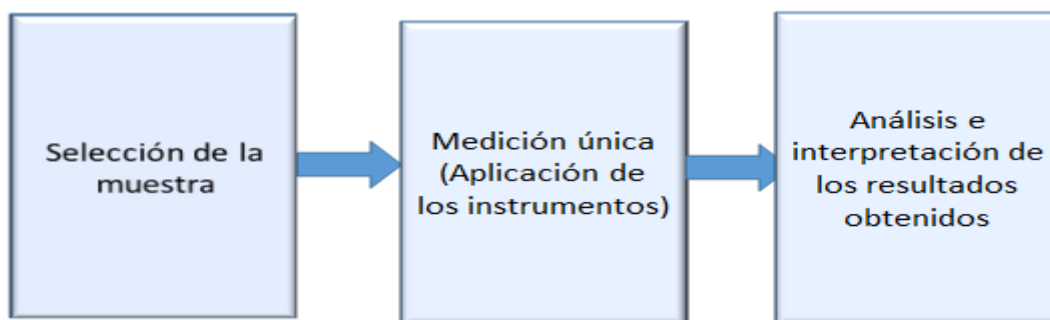 Selección de la
muestra
Medición única
(Aplicación de
los instrumentos)
Análisis e
interpretación de
los resultados
obtenidos